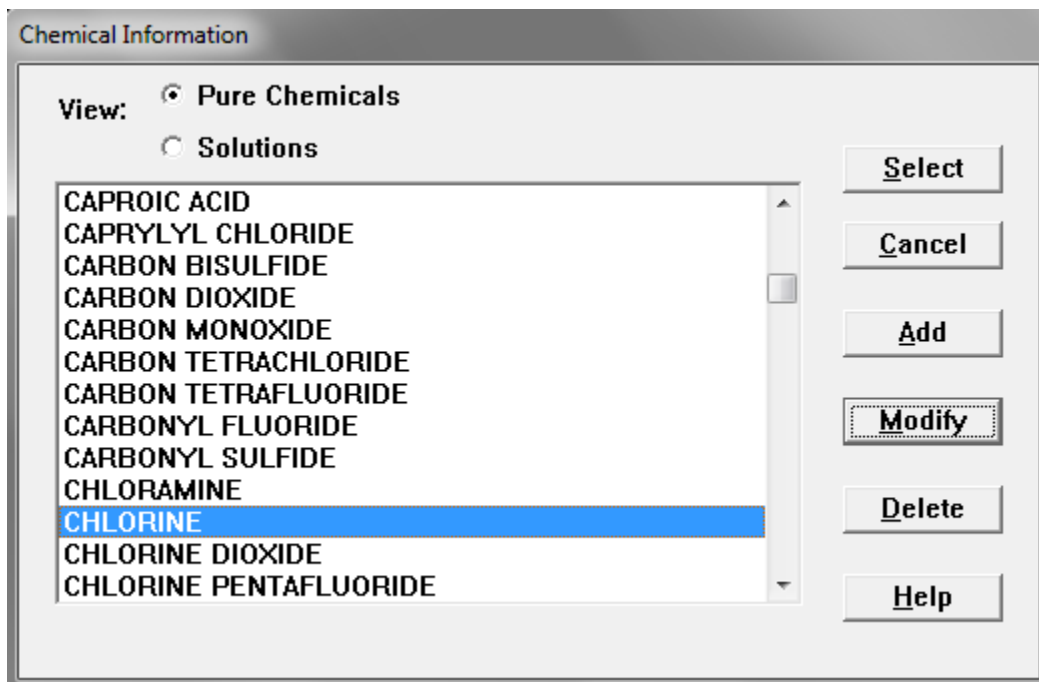 Chemical Information
View:
Pure Chemicals
Solutions
CAPROIC ACID
CAPRYLYL CHLORIDE
CARBON BISULFIDE
CARBON DIOXIDE
CARBON MONOXIDE
CARBON TETRACHLORIDE
CARBON TETRAFLUORIDE
CARBONYL FLUORIDE
CARBONYL SULFIDE
CHLORAMINE
CHLORINE
CHLORINE DIOXIDE
CHLORINE PENTAFLUORIDE
Select
Cancel
Add
Modify
Delete
Help